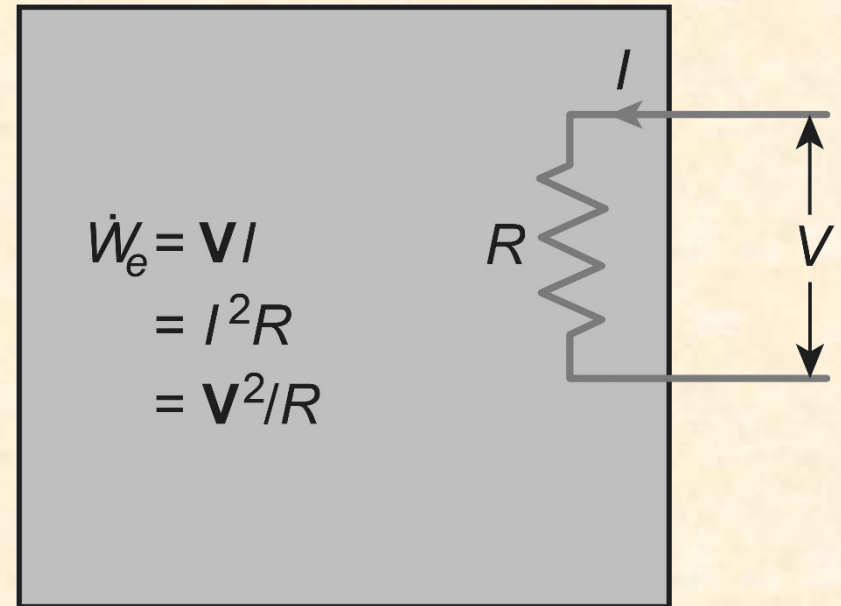 I
Ẇe = VI
= I²R
= V²/R
R
V